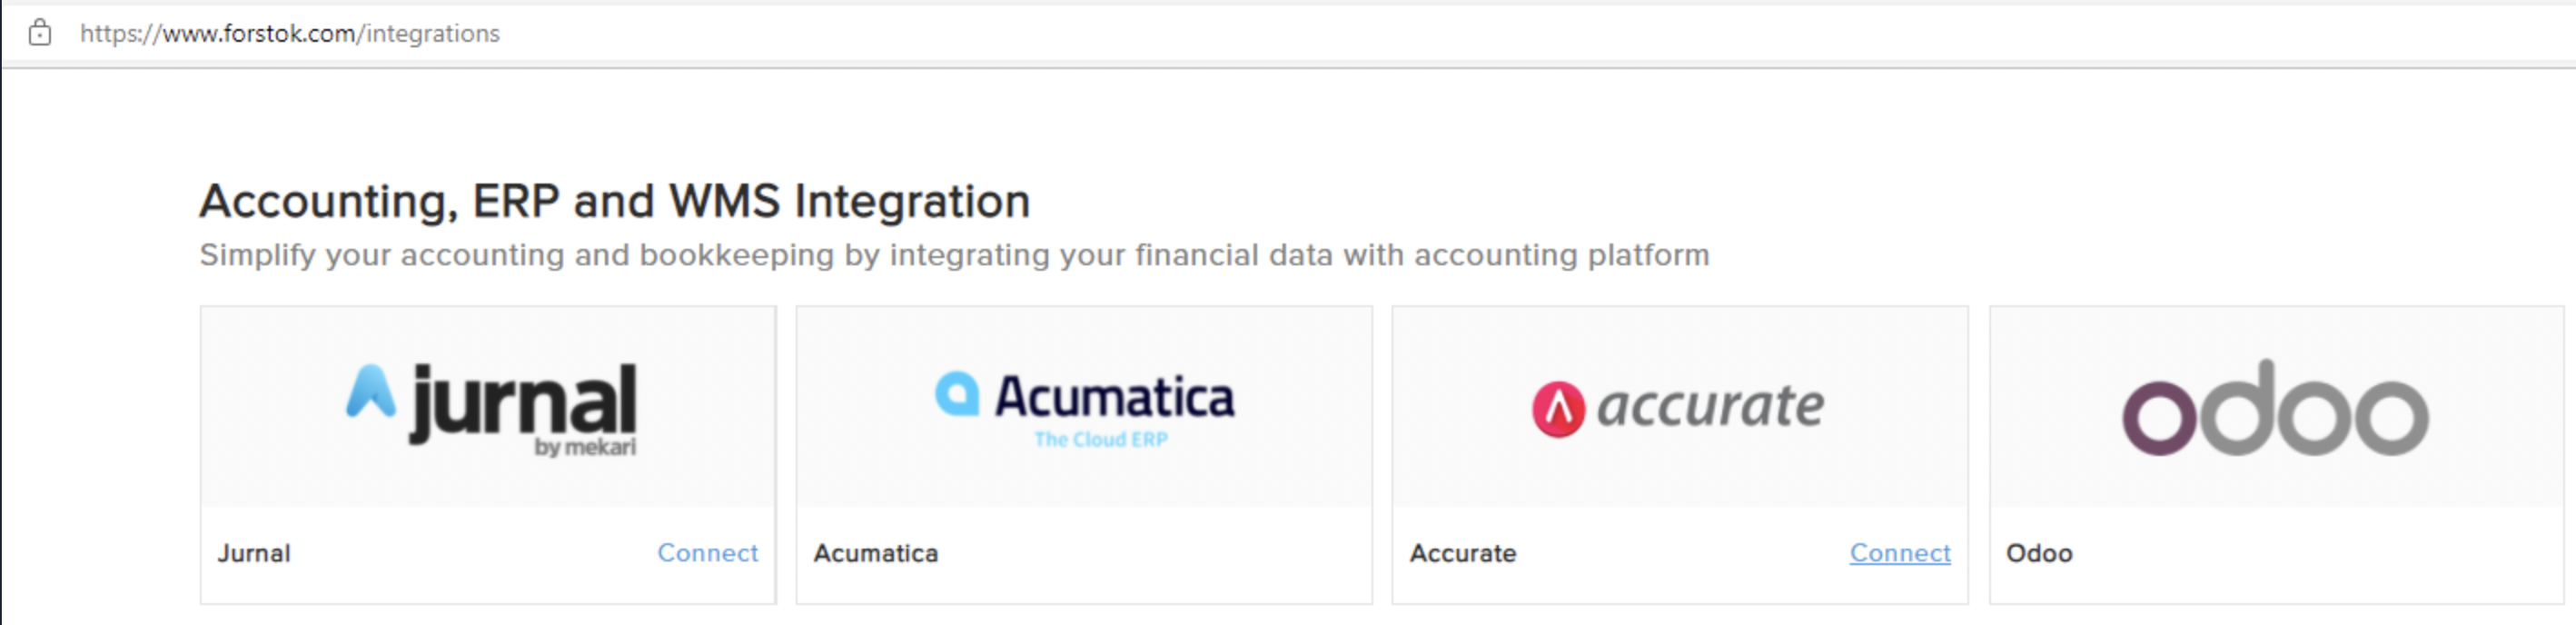 https://www.forstok.com/integrations
Accounting, ERP and WMS Integration
Simplify your accounting and bookkeeping by integrating your financial data with accounting platform
jurnal
by mekari
Acumatica
The Cloud ERP
accurate
odoo
Jurnal Connect
Acumatica
Accurate Connect
Odoo